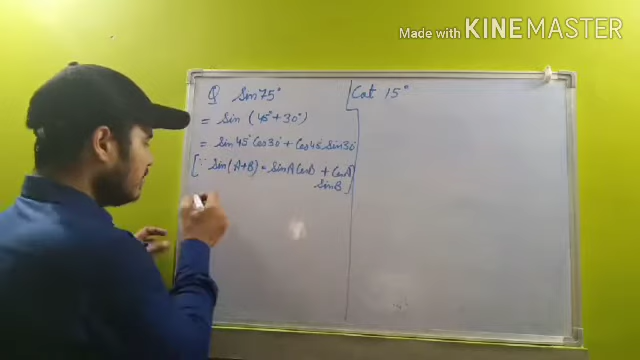 Made with KINEMASTER
Q Sin 75°
= Sin (45° + 30°)
= Sin 45° Cos 30° + Cos 45° Sin 30°
[∵ Sin(A+B) = SinA CosB + CosA
SinB]
Cot 15°